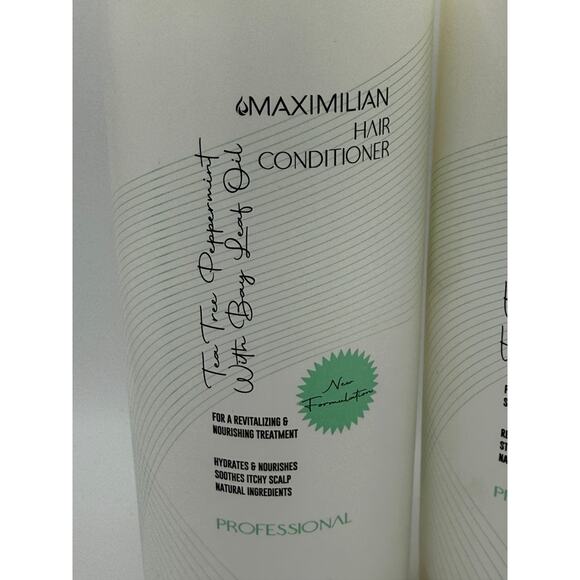 MAXIMILIAN
HAIR
CONDITIONER
Tea Tree Peppermint
With Bay Leaf Oil
New
Formulation
FOR A REVITALIZING &
NOURISHING TREATMENT
HYDRATES & NOURISHES
SOOTHES ITCHY SCALP
NATURAL INGREDIENTS
PROFESSIONAL